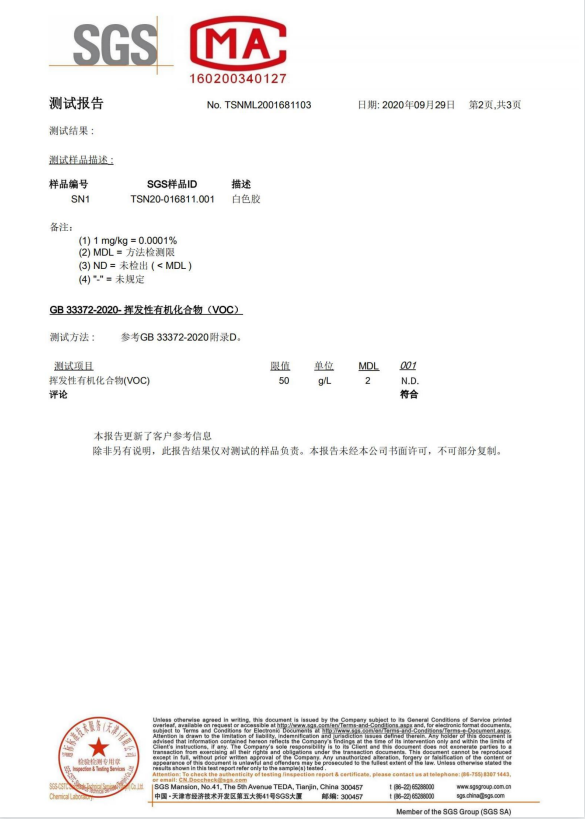 SGS
MA
160200340127
测试报告 No. TSNML2001681103 日期: 2020年09月29日 第2页,共3页
测试结果 :
测试样品描述 :
样品编号 SGS样品ID 描述
SN1 TSN20-016811.001 白色胶
备注:
(1) 1 mg/kg = 0.0001%
(2) MDL = 方法检测限
(3) ND = 未检出 ( < MDL )
(4) "-" = 未规定
GB 33372-2020- 挥发性有机化合物（VOC）
测试方法 : 参考GB 33372-2020附录D。
测试项目 限值 单位 MDL 001
挥发性有机化合物(VOC) 50 g/L 2 N.D.
评论 符合
本报告更新了客户参考信息
除非另有说明，此报告结果仅对测试的样品负责。本报告未经本公司书面许可，不可部分复制。
检验检测专用章
Inspection & Testing Services
Unless otherwise agreed in writing, this document is issued by the Company subject to its General Conditions of Service printed
overleaf, available on request or accessible at http://www.sgs.com/en/Terms-and-Conditions.aspx and, for electronic format documents,
subject to Terms and Conditions for Electronic Documents at http://www.sgs.com/en/Terms-and-Conditions/Terms-e-Document.aspx.
Attention is drawn to the limitation of liability, indemnification and jurisdiction issues defined therein. Any holder of this document is
advised that information contained hereon reflects the Company's findings at the time of its intervention only and within the limits of
Client's instructions, if any. The Company's sole responsibility is to its Client and this document does not exonerate parties to a
transaction from exercising all their rights and obligations under the transaction documents. This document cannot be reproduced
except in full, without prior written approval of the Company. Any unauthorized alteration, forgery or falsification of the content or
appearance of this document is unlawful and offenders may be prosecuted to the fullest extent of the law. Unless otherwise stated the
results shown in this test report refer only to the sample(s) tested .
Attention: To check the authenticity of testing /inspection report & certificate, please contact us at telephone: (86-755) 8307 1443,
or email: CN.Doccheck@sgs.com
SGS Mansion, No.41, The 5th Avenue TEDA, Tianjin, China 300457 t (86-22) 65288000 www.sgsgroup.com.cn
中国・天津市经济技术开发区第五大街41号SGS大厦 邮编: 300457 t (86-22) 65288000 sgs.china@sgs.com
Chemical Laboratory
Member of the SGS Group (SGS SA)